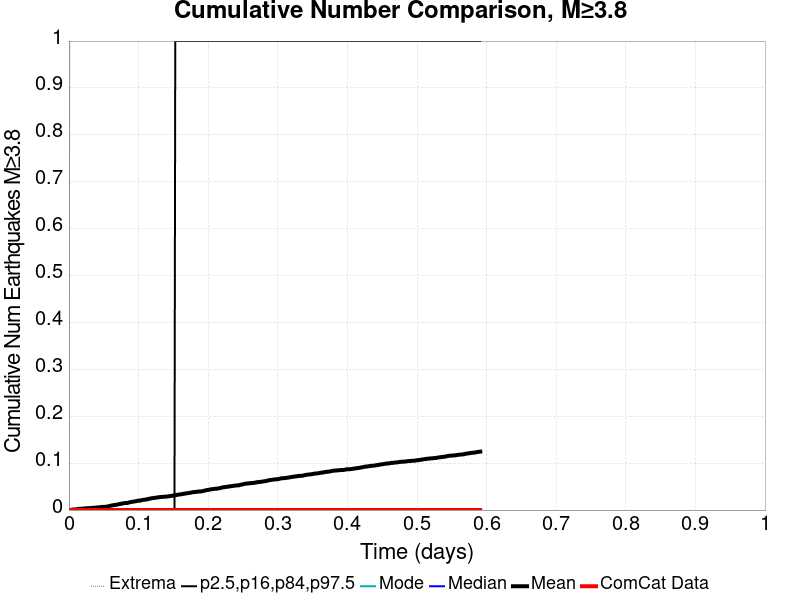 Cumulative Number Comparison, M≥3.8
Cumulative Num Earthquakes M≥3.8
1
0.9
0.8
0.7
0.6
0.5
0.4
0.3
0.2
0.1
0
0 0.1 0.2 0.3 0.4 0.5 0.6 0.7 0.8 0.9 1
Time (days)
Extrema p2.5,p16,p84,p97.5 Mode Median Mean ComCat Data